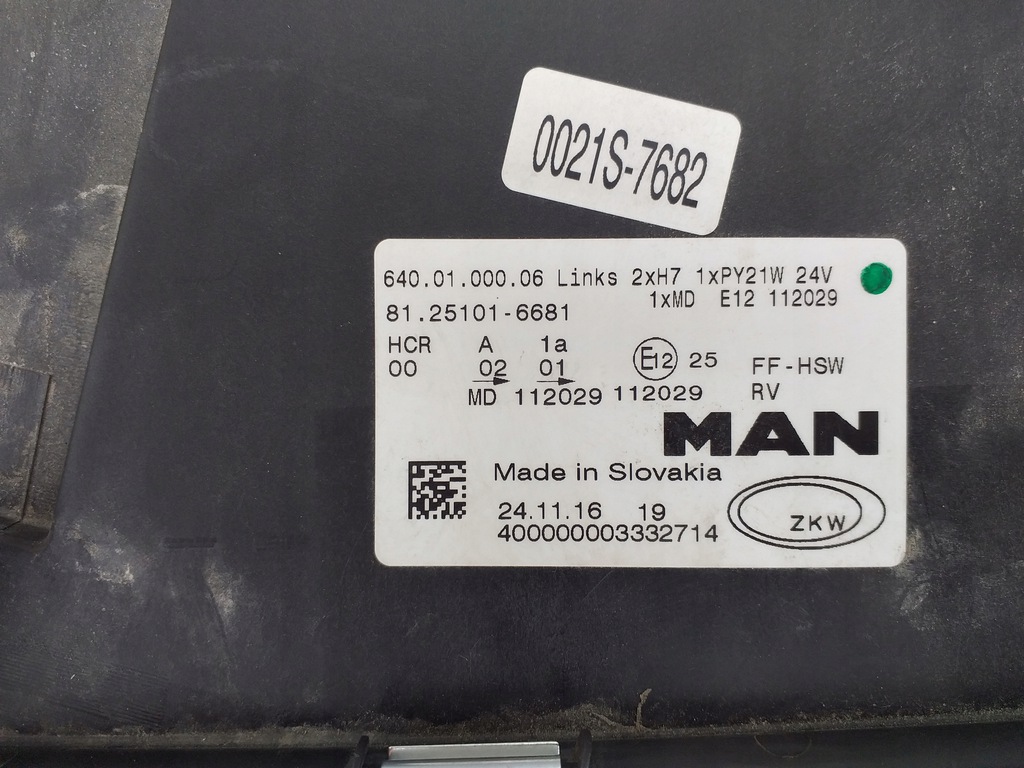 0021S-7682
640.01.000.06 Links 2xH7 1xPY21W 24V
1xMD E12 112029
81.25101-6681
HCR A 1a
00 02 01 E12 25 FF-HSW
MD 112029 112029 RV
MAN
Made in Slovakia
24.11.16 19
400000003332714
ZKW